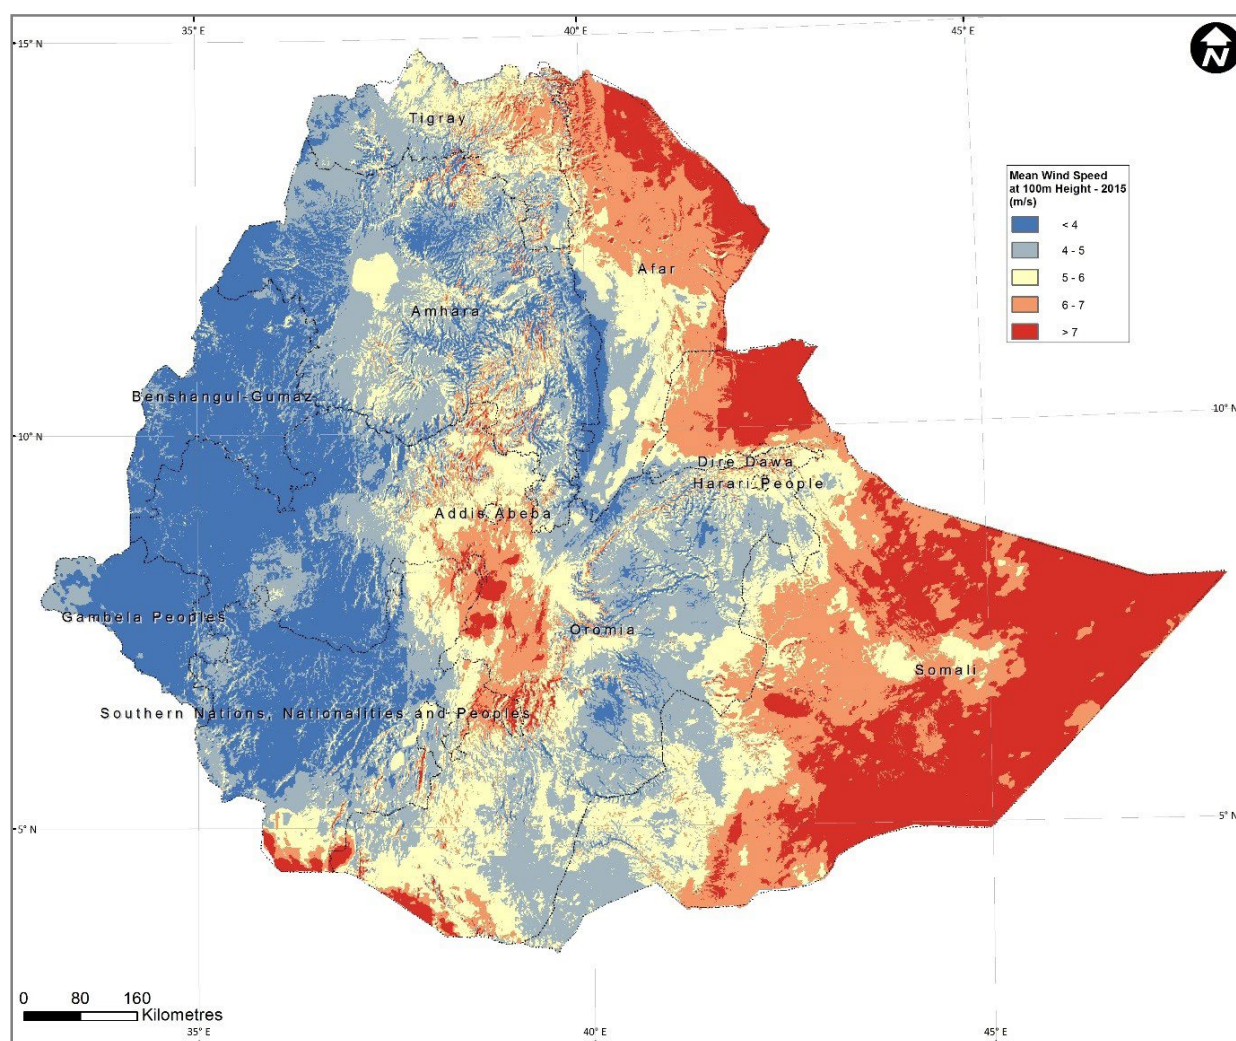 35° E
40° E
45° E
15° N
N
Tigray
Mean Wind Speed
at 100m Height - 2015
(m/s)
< 4
4 - 5
5 - 6
6 - 7
> 7
Afar
Amhara
Benshangul-Gumaz
10° N
10° N
Dire Dawa
Harari People
Addis Abeba
Gambela Peoples
Oromia
Somali
Southern Nations, Nationalities and Peoples
5° N
5° N
0 80 160
Kilometres
35° E
40° E
45° E